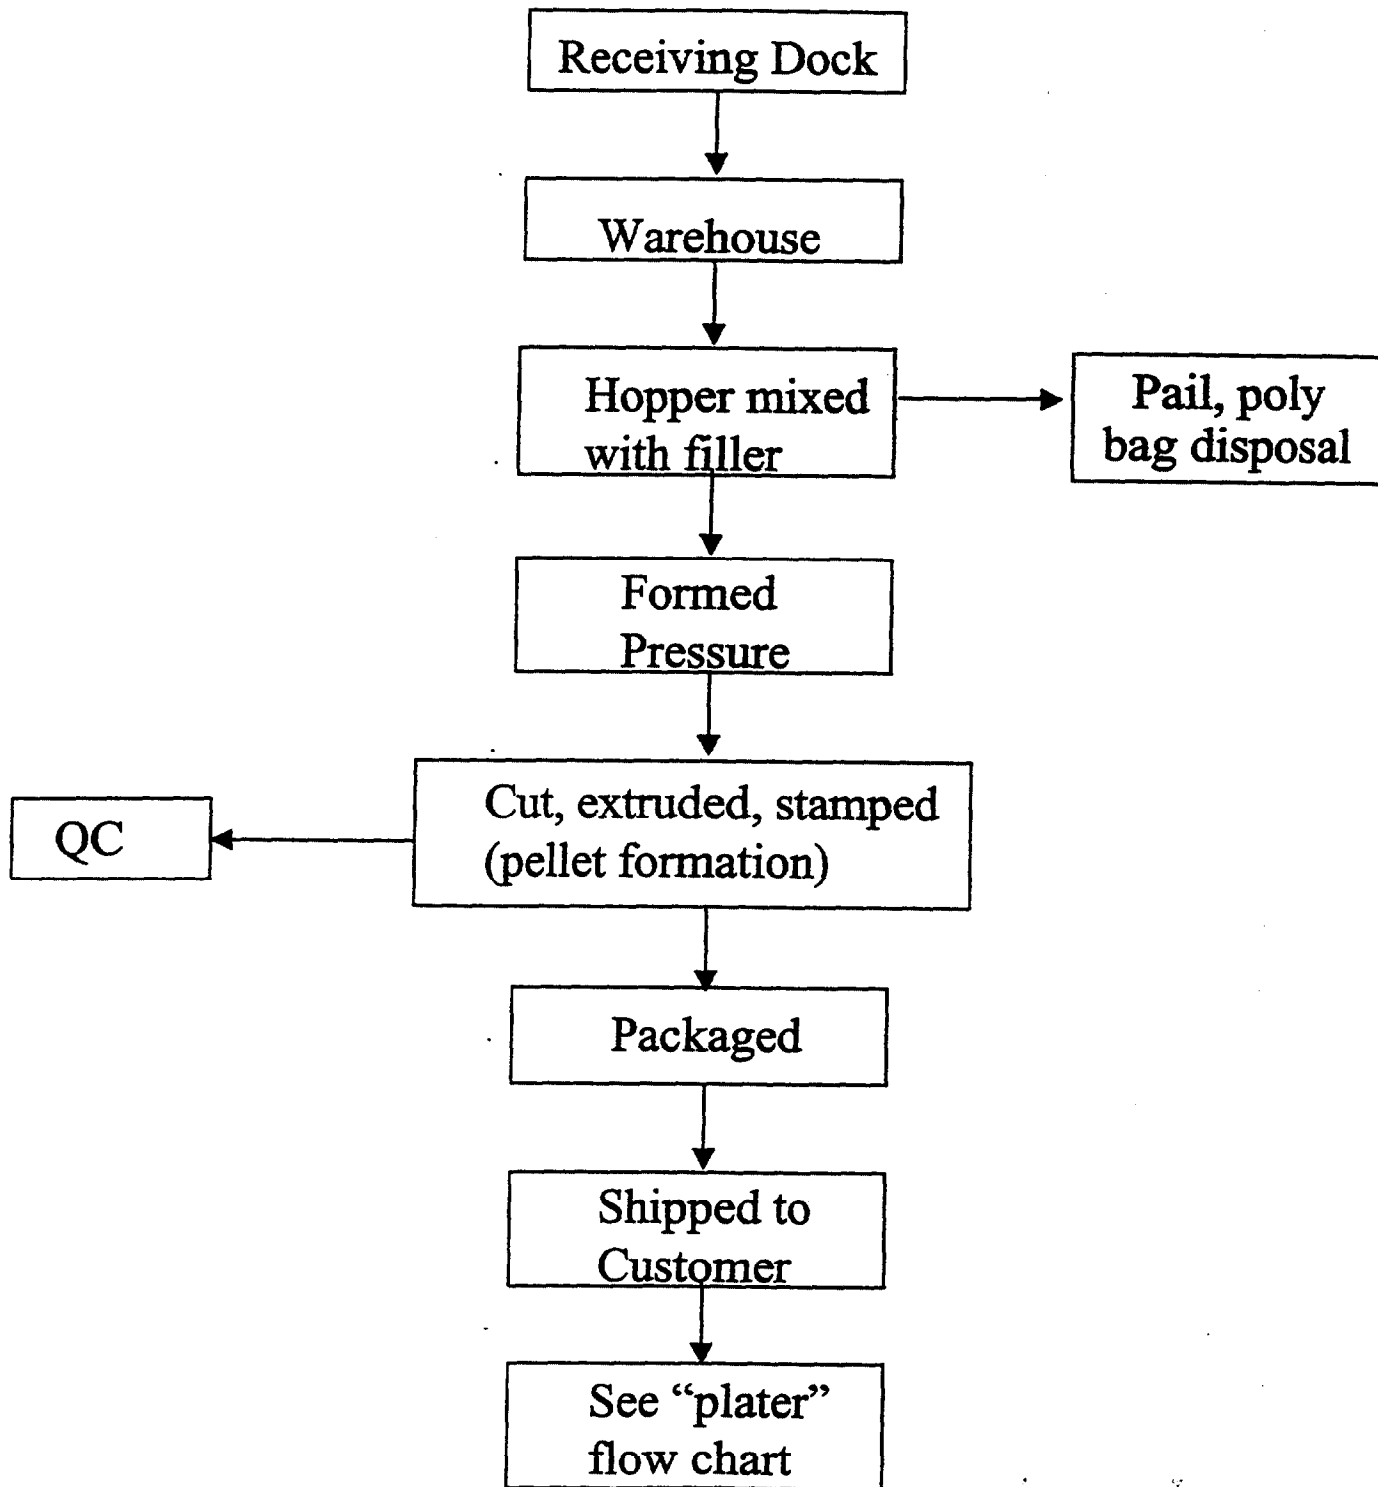 Receiving Dock
Warehouse
Hopper mixed
with filler
Pail, poly
bag disposal
Formed
Pressure
Cut, extruded, stamped
(pellet formation)
QC
Packaged
Shipped to
Customer
See “plater”
flow chart